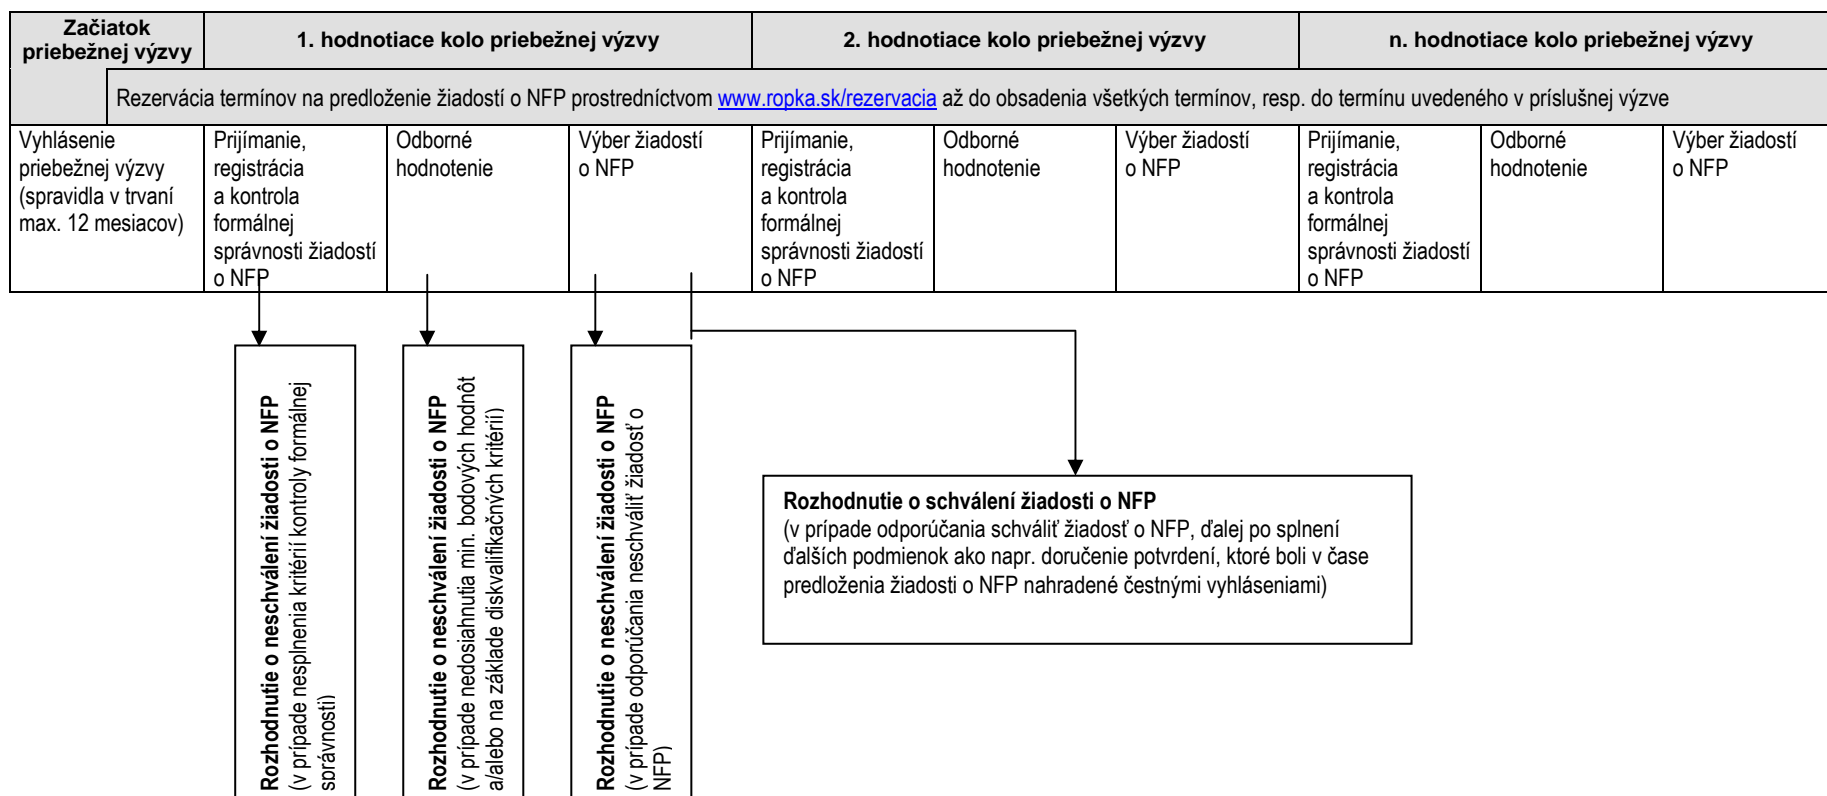 Začiatok
priebežnej výzvy
1. hodnotiace kolo priebežnej výzvy
2. hodnotiace kolo priebežnej výzvy
n. hodnotiace kolo priebežnej výzvy
Rezervácia termínov na predloženie žiadostí o NFP prostredníctvom www.ropka.sk/rezervacia až do obsadenia všetkých termínov, resp. do termínu uvedeného v príslušnej výzve
Vyhlásenie
priebežnej výzvy
(spravidla v trvaní
max. 12 mesiacov)
Prijímanie,
registrácia
a kontrola
formálnej
správnosti žiadostí
o NFP
Odborné
hodnotenie
Výber žiadostí
o NFP
Prijímanie,
registrácia
a kontrola
formálnej
správnosti žiadostí
o NFP
Odborné
hodnotenie
Výber žiadostí
o NFP
Prijímanie,
registrácia
a kontrola
formálnej
správnosti žiadostí
o NFP
Odborné
hodnotenie
Výber žiadostí
o NFP
Rozhodnutie o neschválení žiadosti o NFP
(v prípade nesplnenia kritérií kontroly formálnej
správnosti)
Rozhodnutie o neschválení žiadosti o NFP
(v prípade nedosiahnutia min. bodových hodnôt
a/alebo na základe diskvalifikačných kritérií)
Rozhodnutie o neschválení žiadosti o NFP
(v prípade odporúčania neschváliť žiadosť o
NFP)
Rozhodnutie o schválení žiadosti o NFP
(v prípade odporúčania schváliť žiadosť o NFP, ďalej po splnení
ďalších podmienok ako napr. doručenie potvrdení, ktoré boli v čase
predloženia žiadosti o NFP nahradené čestnými vyhláseniami)